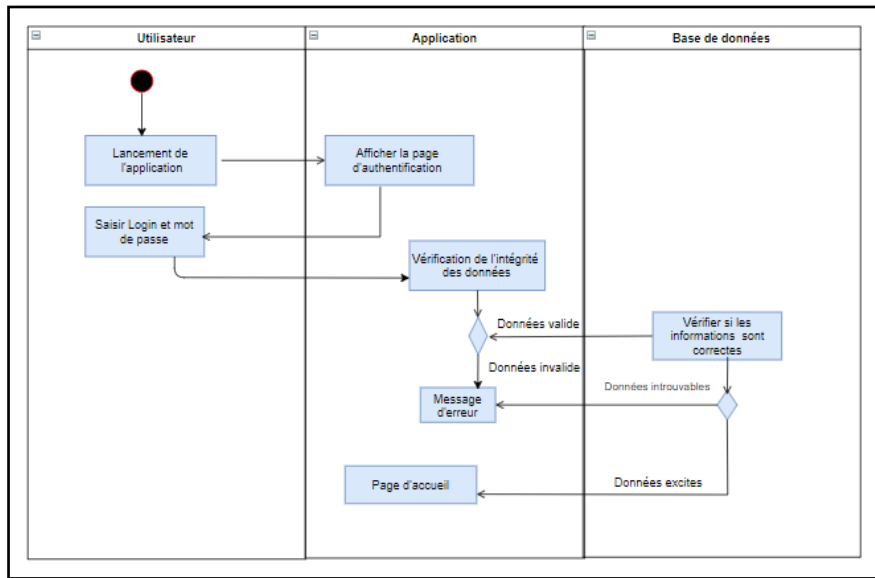 Utilisateur
Application
Base de données
Lancement de
l'application
Afficher la page
d'authentification
Saisir Login et mot
de passe
Vérification de l'intégrité
des données
Données valide
Vérifier si les
informations sont
correctes
Données invalide
Données introuvables
Message
d'erreur
Page d'accueil
Données excites